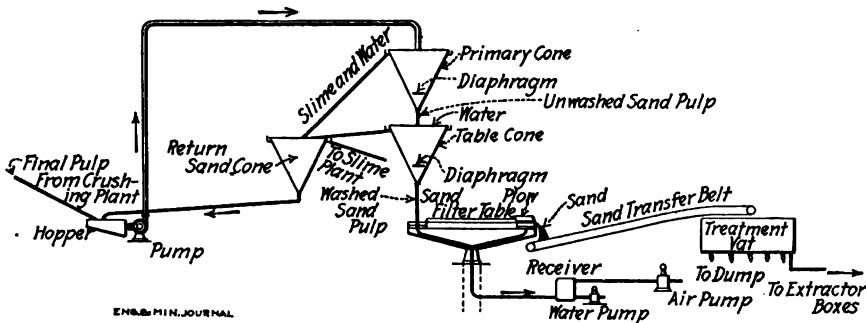 Slime and Water
Primary Cone
Diaphragm
Unwashed Sand Pulp
Water
Table Cone
Return
Sand Cone
To Slime
Plant
Diaphragm
Final Pulp
From Crush-
ing Plant
Hopper
Pump
Washed
Sand
Pulp
Sand
Filter Table
Plow
Sand
Sand Transfer Belt
Treatment
Vat
To Dump
To Extractor
Boxes
Receiver
Water Pump
Air Pump
ENG. & MIN. JOURNAL